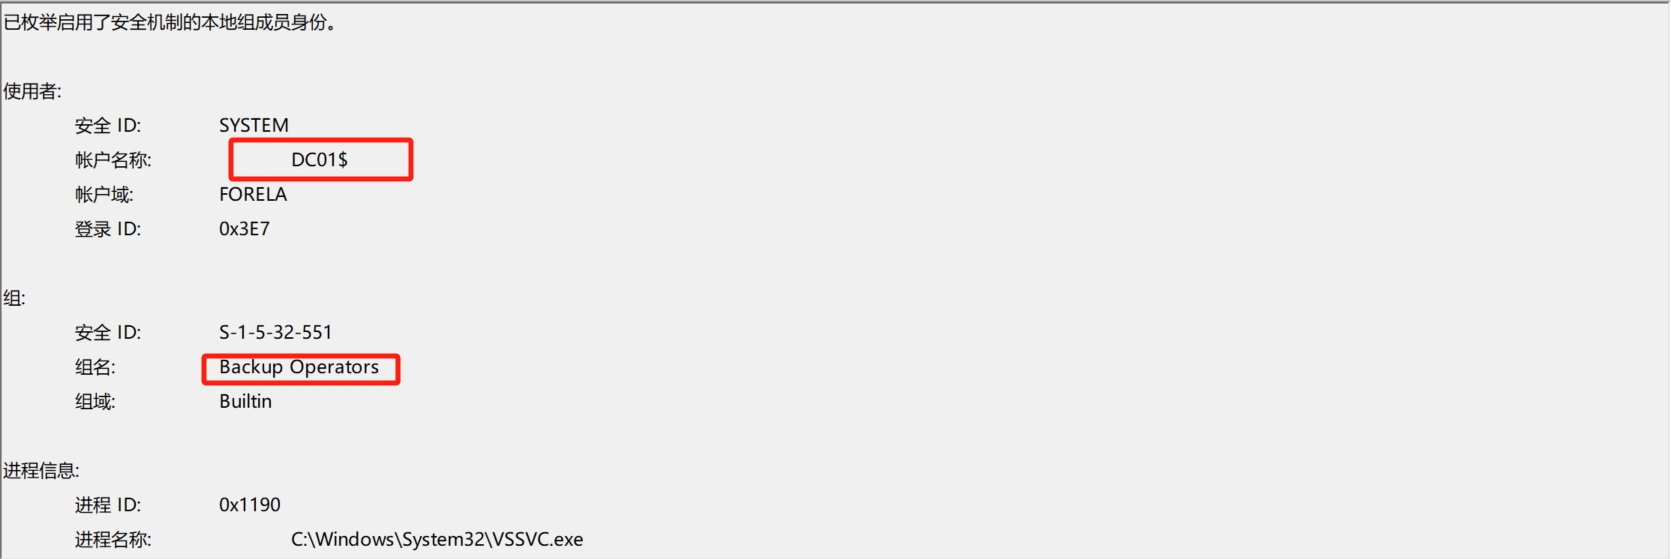 已枚举启用了安全机制的本地组成员身份。
使用者:
安全 ID: SYSTEM
帐户名称: DC01$
帐户域: FORELA
登录 ID: 0x3E7
组:
安全 ID: S-1-5-32-551
组名: Backup Operators
组域: Builtin
进程信息:
进程 ID: 0x1190
进程名称: C:\Windows\System32\VSSVC.exe